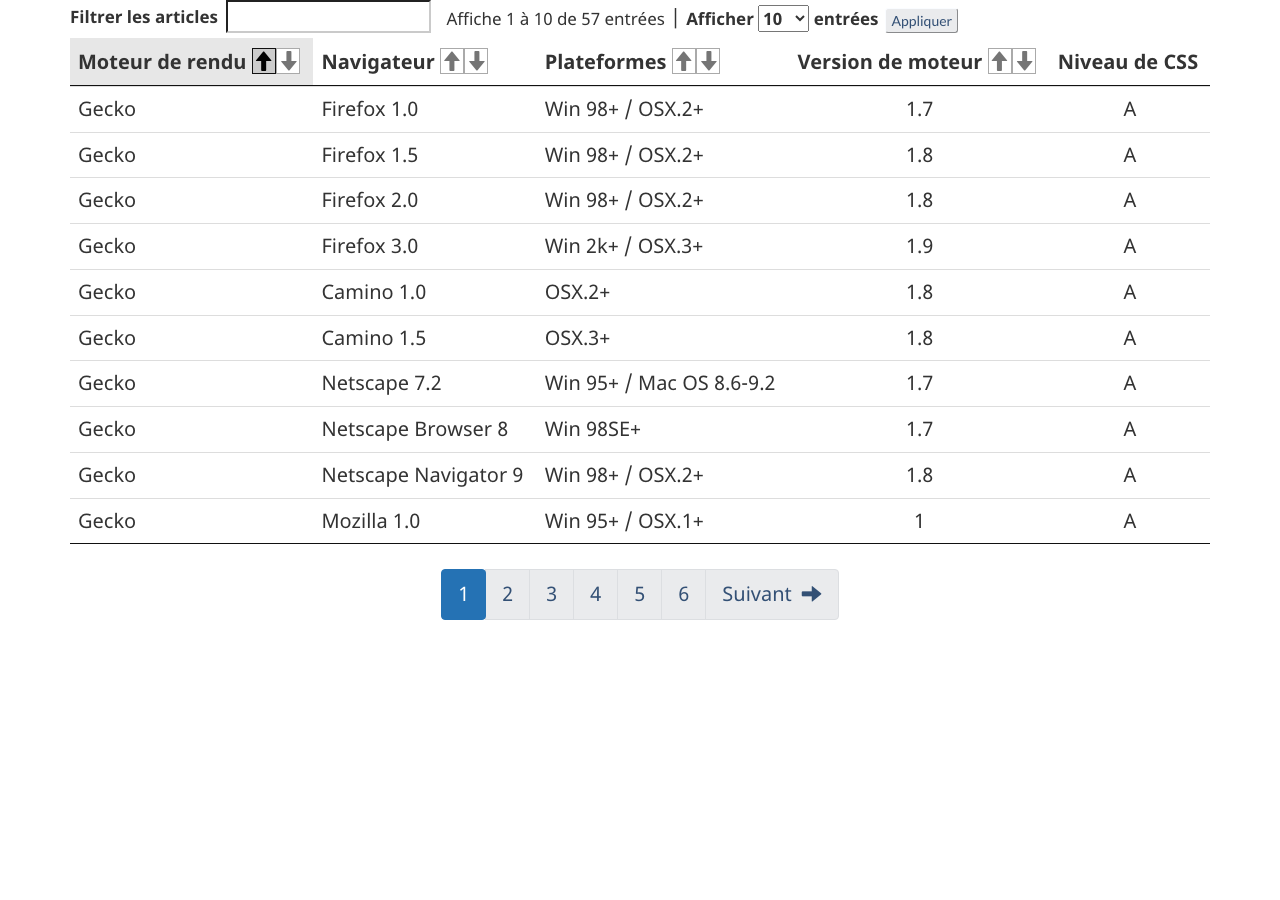 Filtrer les articles Affiche 1 à 10 de 57 entrées | Afficher 10 entrées Appliquer
Moteur de rendu Navigateur Plateformes Version de moteur Niveau de CSS
Gecko Firefox 1.0 Win 98+ / OSX.2+ 1.7 A
Gecko Firefox 1.5 Win 98+ / OSX.2+ 1.8 A
Gecko Firefox 2.0 Win 98+ / OSX.2+ 1.8 A
Gecko Firefox 3.0 Win 2k+ / OSX.3+ 1.9 A
Gecko Camino 1.0 OSX.2+ 1.8 A
Gecko Camino 1.5 OSX.3+ 1.8 A
Gecko Netscape 7.2 Win 95+ / Mac OS 8.6-9.2 1.7 A
Gecko Netscape Browser 8 Win 98SE+ 1.7 A
Gecko Netscape Navigator 9 Win 98+ / OSX.2+ 1.8 A
Gecko Mozilla 1.0 Win 95+ / OSX.1+ 1 A
1 2 3 4 5 6 Suivant